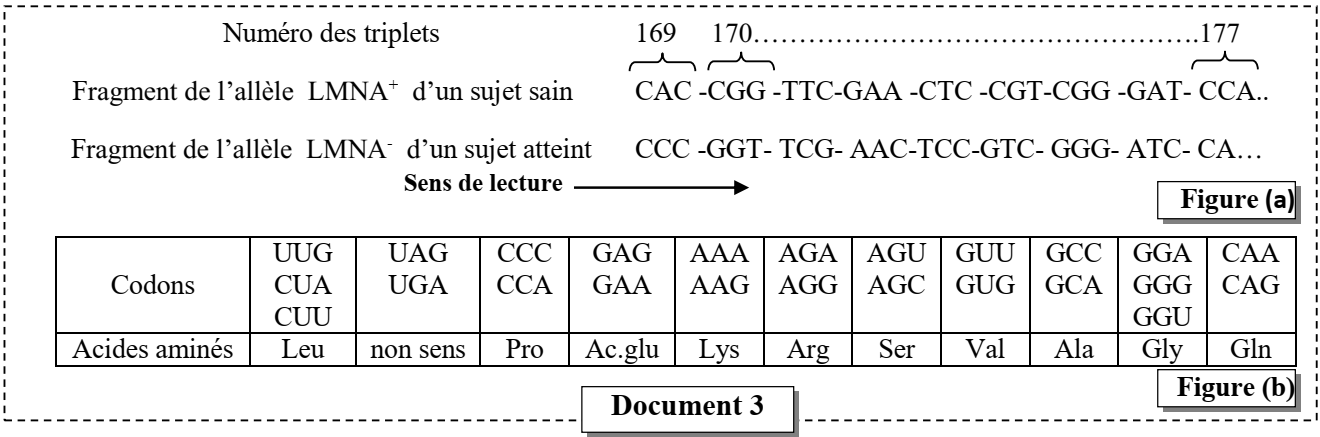 Numéro des triplets 169 170……………………………………………..177
Fragment de l’allèle LMNA+ d’un sujet sain CAC -CGG -TTC-GAA -CTC -CGT-CGG -GAT- CCA..
Fragment de l’allèle LMNA- d’un sujet atteint CCC -GGT- TCG- AAC-TCC-GTC- GGG- ATC- CA…
Sens de lecture
Figure (a)
Codons UUG UAG CCC GAG AAA AGA AGU GUU GCC GGA CAA
CUA UGA CCA GAA AAG AGG AGC GUG GCA GGG CAG
CUU GGU
Acides aminés Leu non sens Pro Ac.glu Lys Arg Ser Val Ala Gly Gln
Figure (b)
Document 3